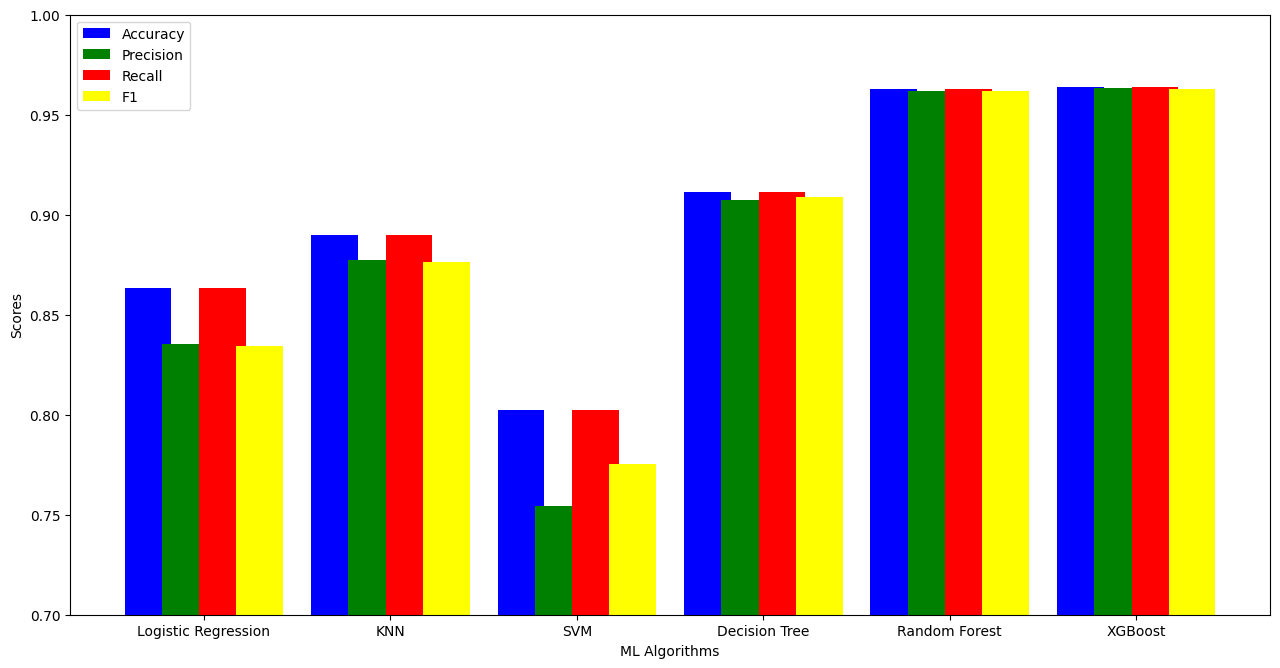 Accuracy
Precision
Recall
F1
1.00
0.95
0.90
0.85
0.80
0.75
0.70
Scores
Logistic Regression
KNN
SVM
Decision Tree
Random Forest
XGBoost
ML Algorithms